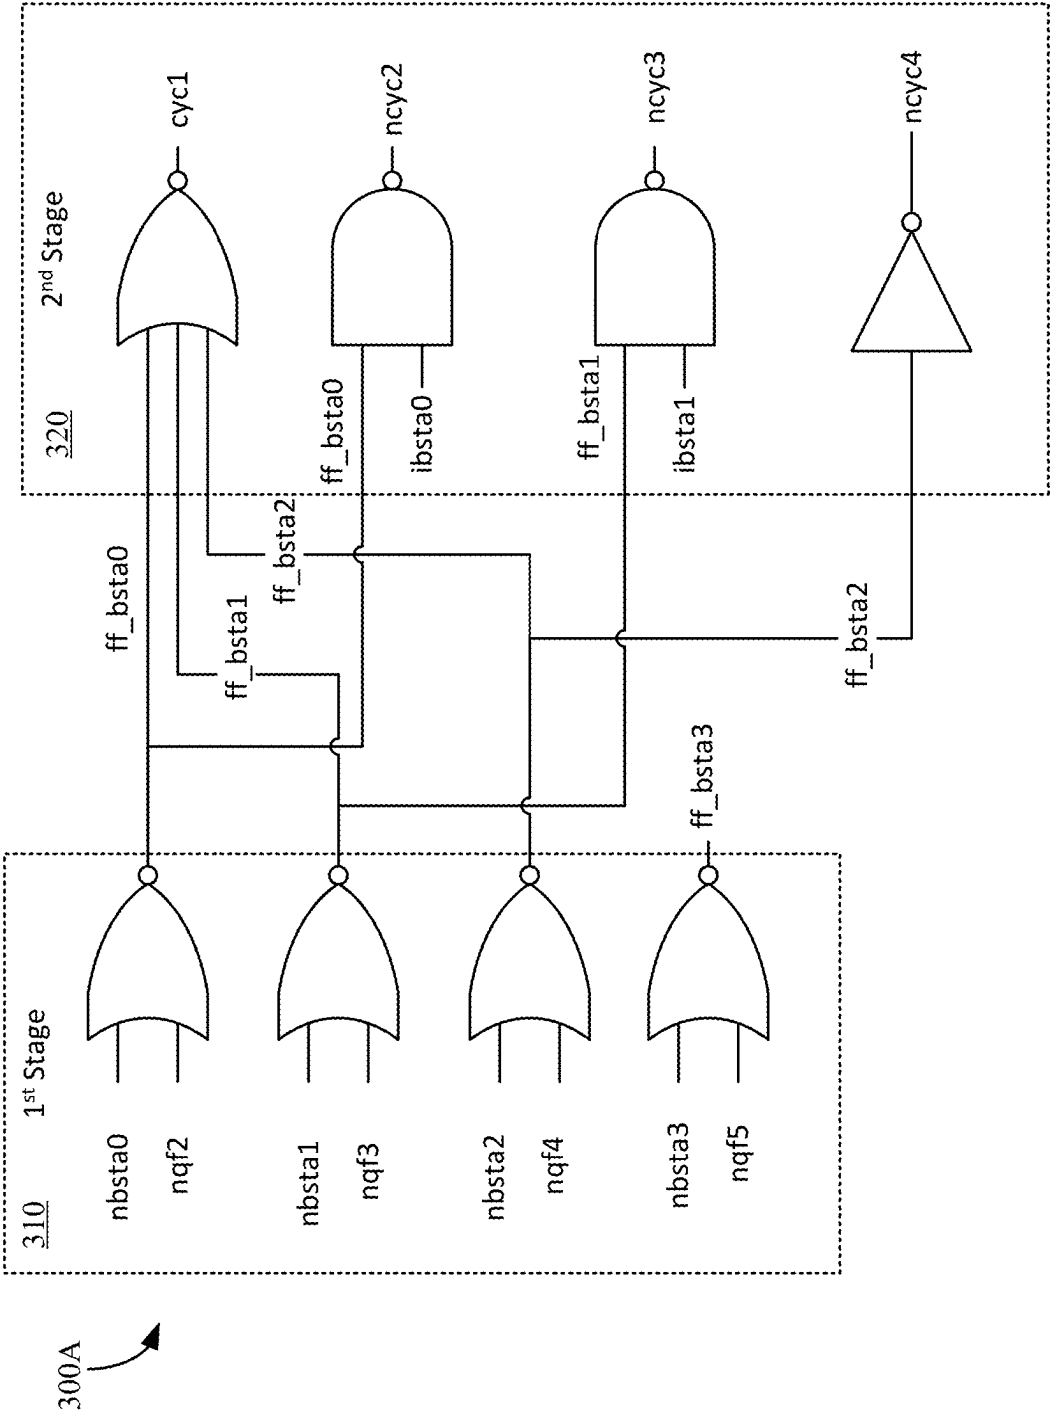 300A
310
1st Stage
nbsta0
nqf2
nbsta1
nqf3
nbsta2
nqf4
nbsta3
nqf5
ff_bsta0
ff_bsta1
ff_bsta2
ff_bsta2
ff_bsta3
320
2nd Stage
cyc1
ff_bsta0
ibsta0
ncyc2
ff_bsta1
ibsta1
ncyc3
ncyc4